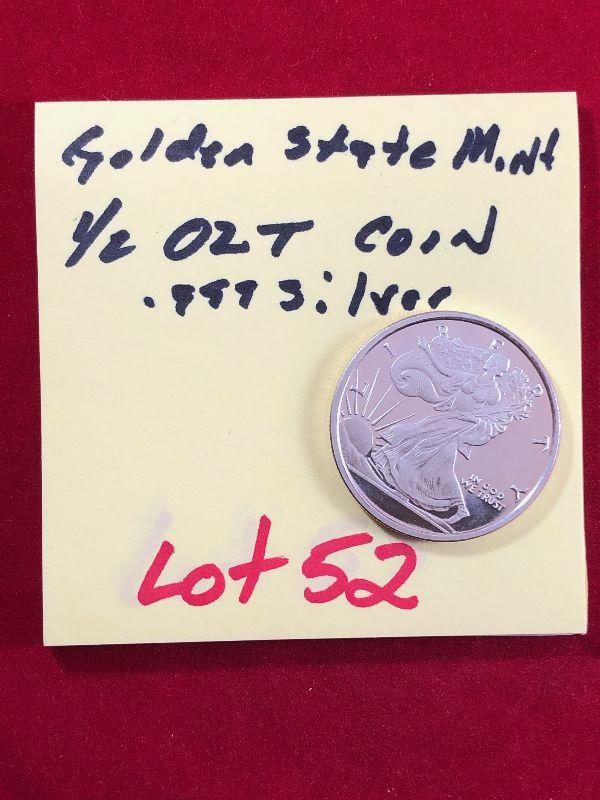 Golden State Mint
1/2 OZT COIN
.999 Silver
LIBERTY
IN GOD
WE TRUST
Lot 52